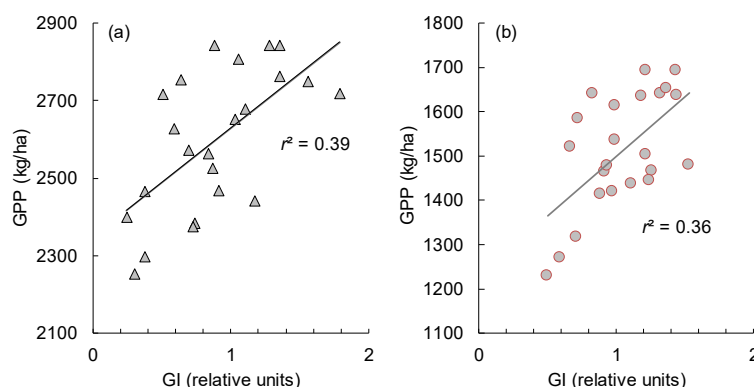 (a)
2900
2700
2500
2300
2100
GPP (kg/ha)
r² = 0.39
0
1
2
GI (relative units)
(b)
1800
1700
1600
1500
1400
1300
1200
1100
GPP (kg/ha)
r² = 0.36
0
1
2
GI (relative units)